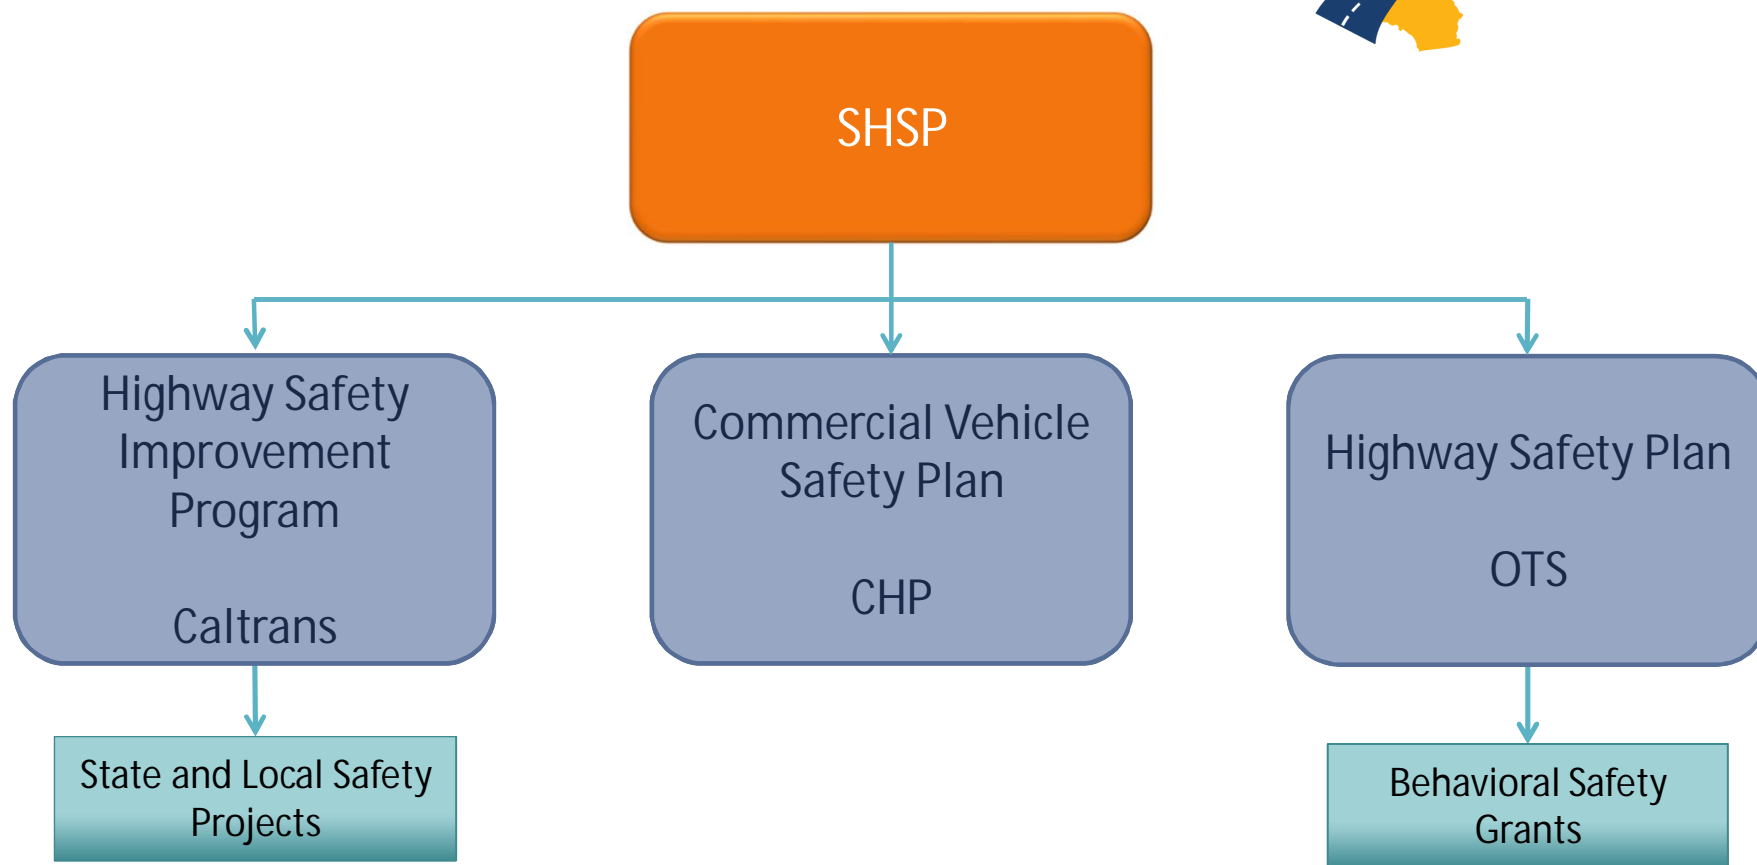 SHSP
Highway Safety
Improvement
Program
Caltrans
Commercial Vehicle
Safety Plan
CHP
Highway Safety Plan
OTS
State and Local Safety
Projects
Behavioral Safety
Grants